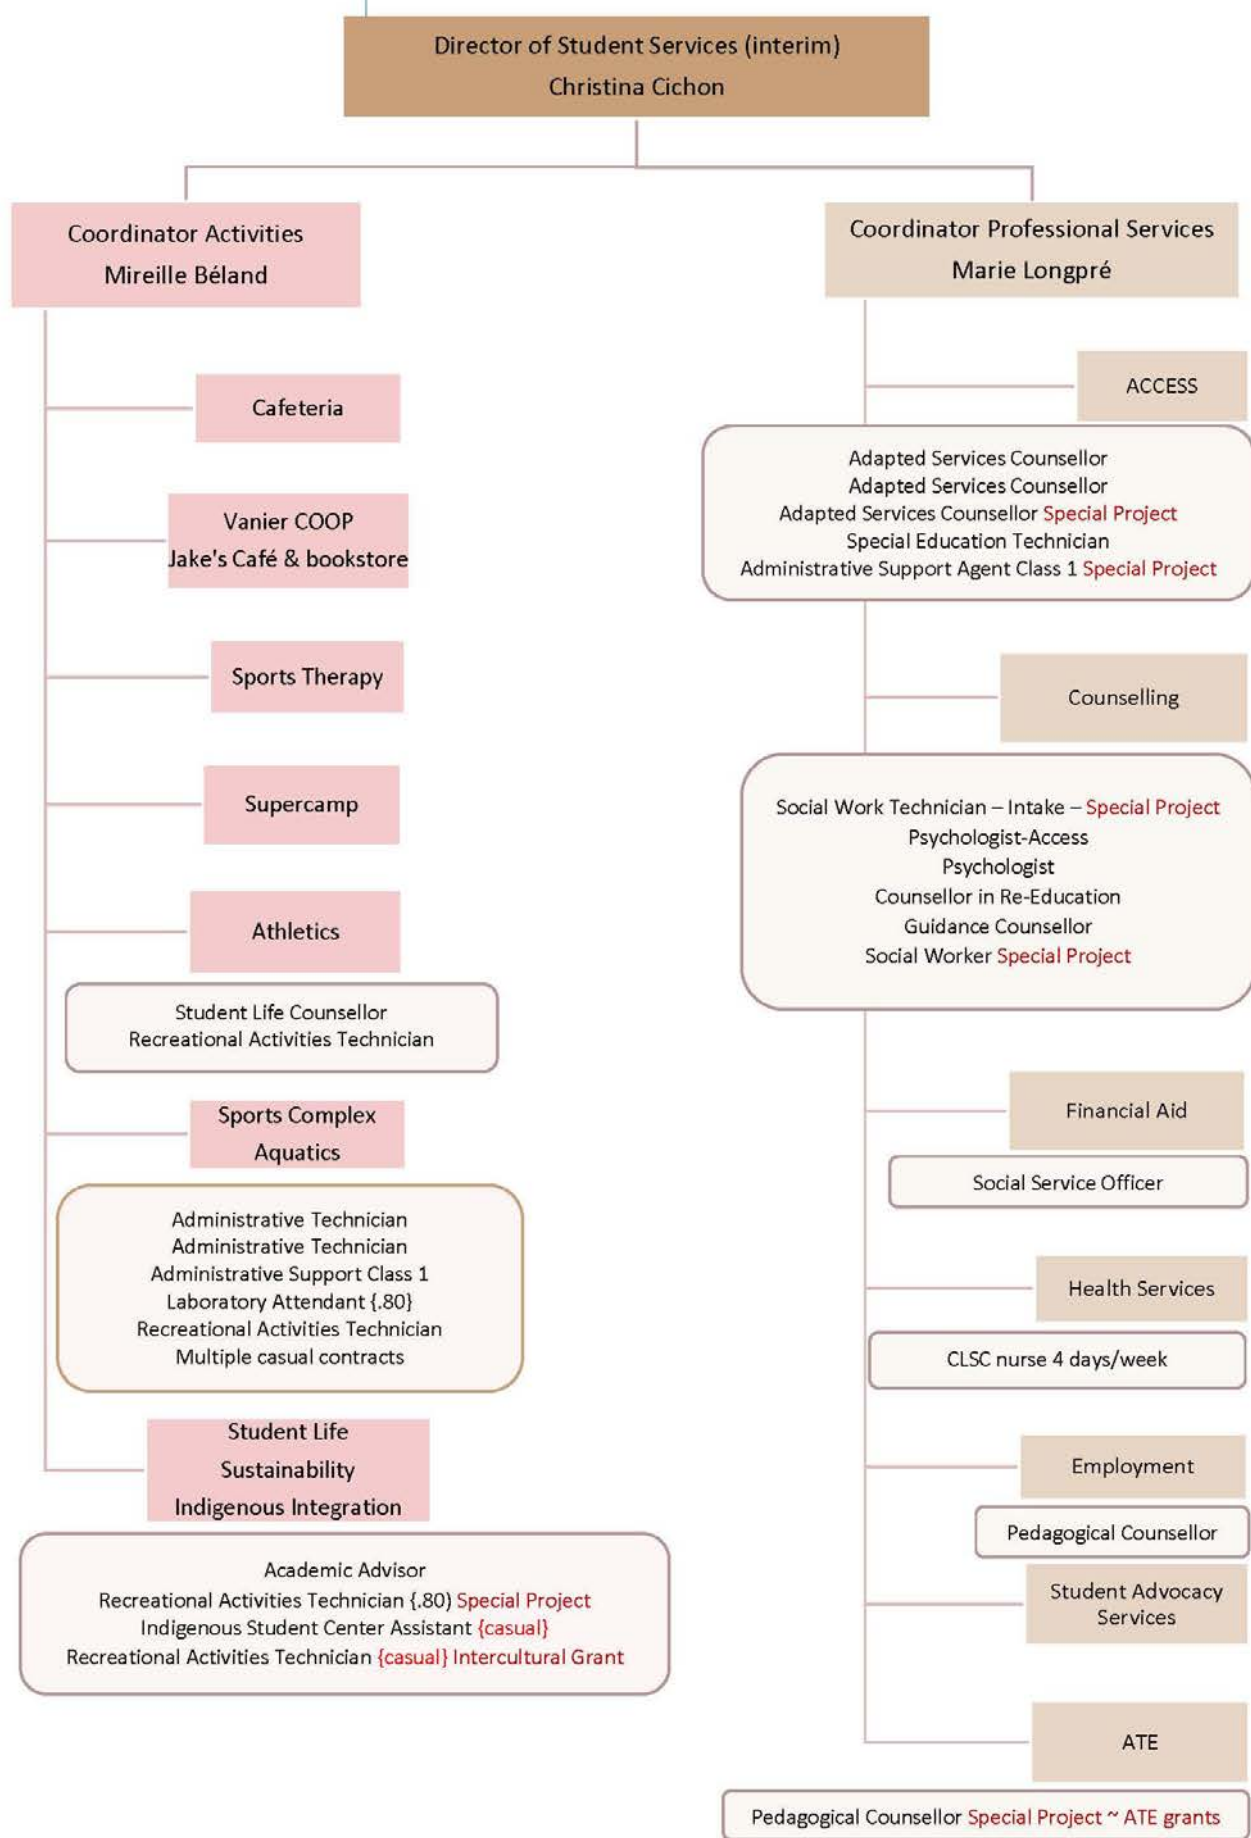 Director of Student Services (interim)
Christina Cichon
Coordinator Activities
Mireille Béland
Cafeteria
Vanier COOP
Jake's Café & bookstore
Sports Therapy
Supercamp
Athletics
Student Life Counsellor
Recreational Activities Technician
Sports Complex
Aquatics
Administrative Technician
Administrative Technician
Administrative Support Class 1
Laboratory Attendant {.80}
Recreational Activities Technician
Multiple casual contracts
Student Life
Sustainability
Indigenous Integration
Academic Advisor
Recreational Activities Technician {.80) Special Project
Indigenous Student Center Assistant {casual}
Recreational Activities Technician {casual} Intercultural Grant
Coordinator Professional Services
Marie Longpré
ACCESS
Adapted Services Counsellor
Adapted Services Counsellor
Adapted Services Counsellor Special Project
Special Education Technician
Administrative Support Agent Class 1 Special Project
Counselling
Social Work Technician – Intake – Special Project
Psychologist-Access
Psychologist
Counsellor in Re-Education
Guidance Counsellor
Social Worker Special Project
Financial Aid
Social Service Officer
Health Services
CLSC nurse 4 days/week
Employment
Pedagogical Counsellor
Student Advocacy
Services
ATE
Pedagogical Counsellor Special Project ~ ATE grants